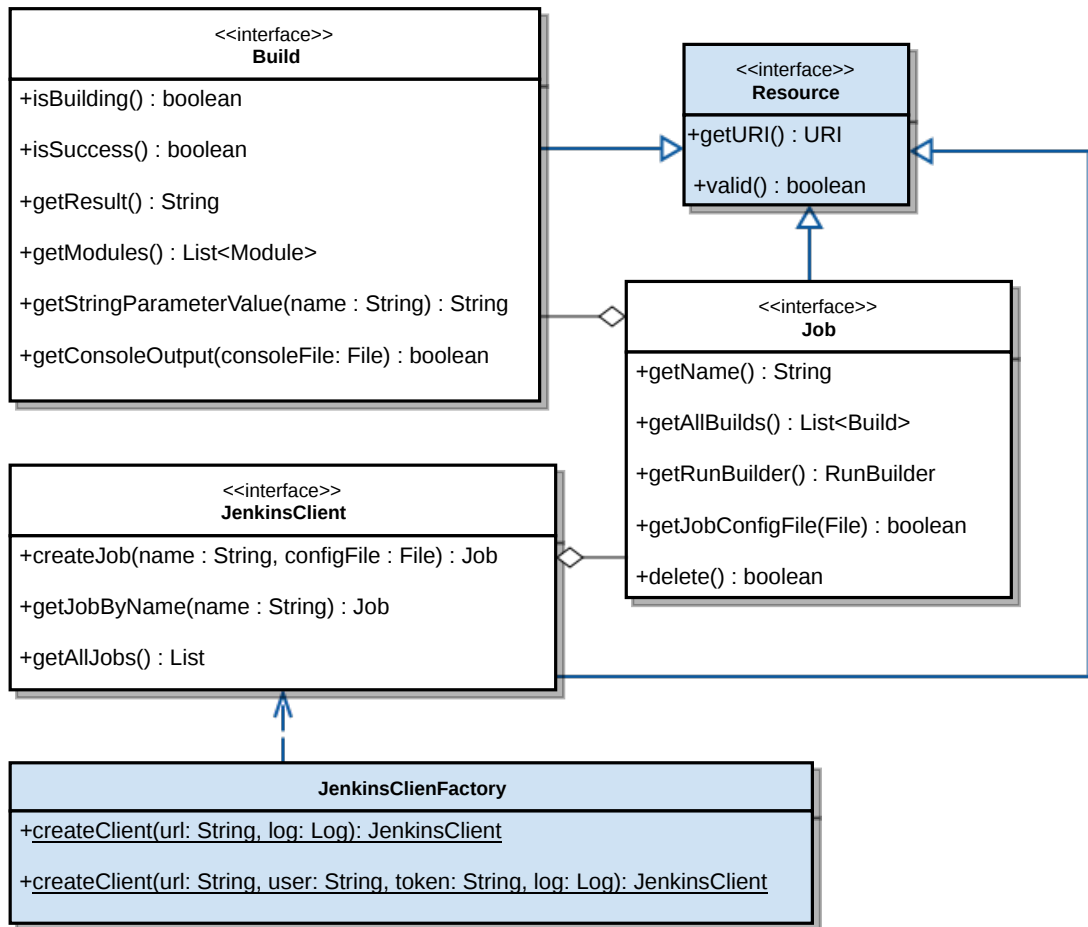 <<interface>>
Build
+isBuilding() : boolean
+isSuccess() : boolean
+getResult() : String
+getModules() : List<Module>
+getStringParameterValue(name : String) : String
+getConsoleOutput(consoleFile: File) : boolean
<<interface>>
Resource
+getURI() : URI
+valid() : boolean
<<interface>>
Job
+getName() : String
+getAllBuilds() : List<Build>
+getRunBuilder() : RunBuilder
+getJobConfigFile(File) : boolean
+delete() : boolean
<<interface>>
JenkinsClient
+createJob(name : String, configFile : File) : Job
+getJobByName(name : String) : Job
+getAllJobs() : List
JenkinsClienFactory
+createClient(url: String, log: Log): JenkinsClient
+createClient(url: String, user: String, token: String, log: Log): JenkinsClient